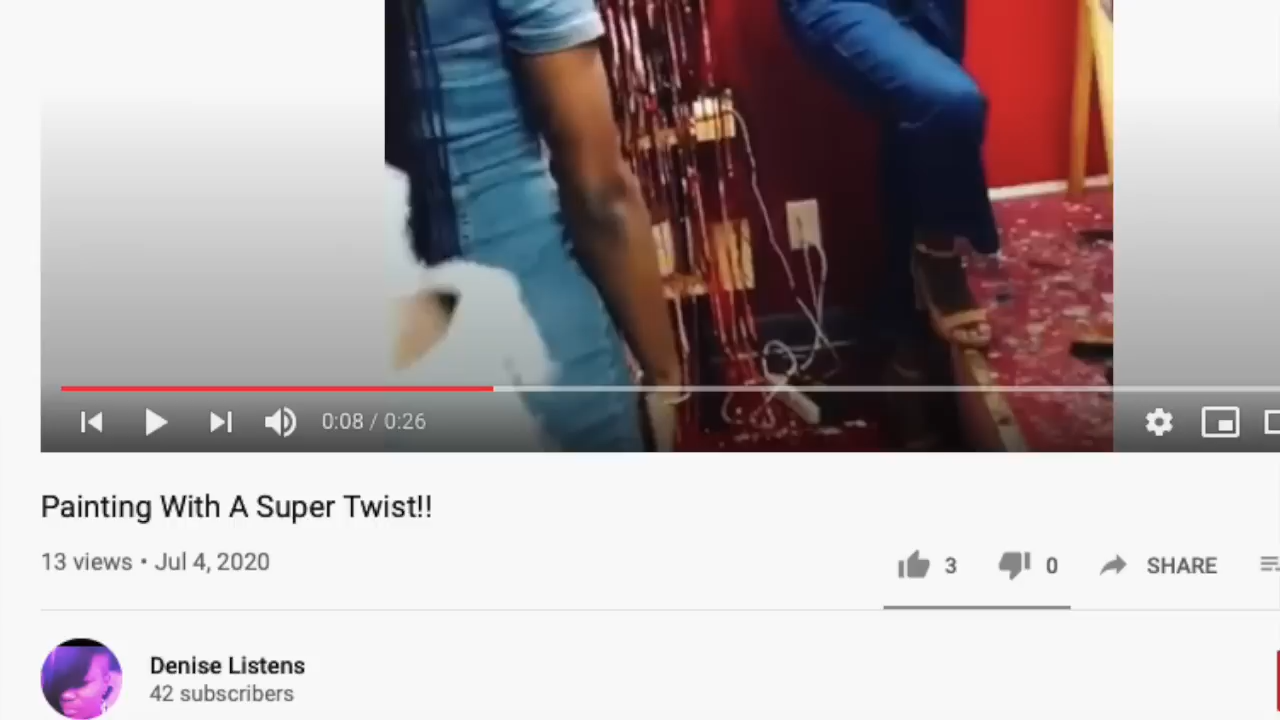 0:08 / 0:26
Painting With A Super Twist!!
13 views • Jul 4, 2020
3 0 SHARE
Denise Listens
42 subscribers